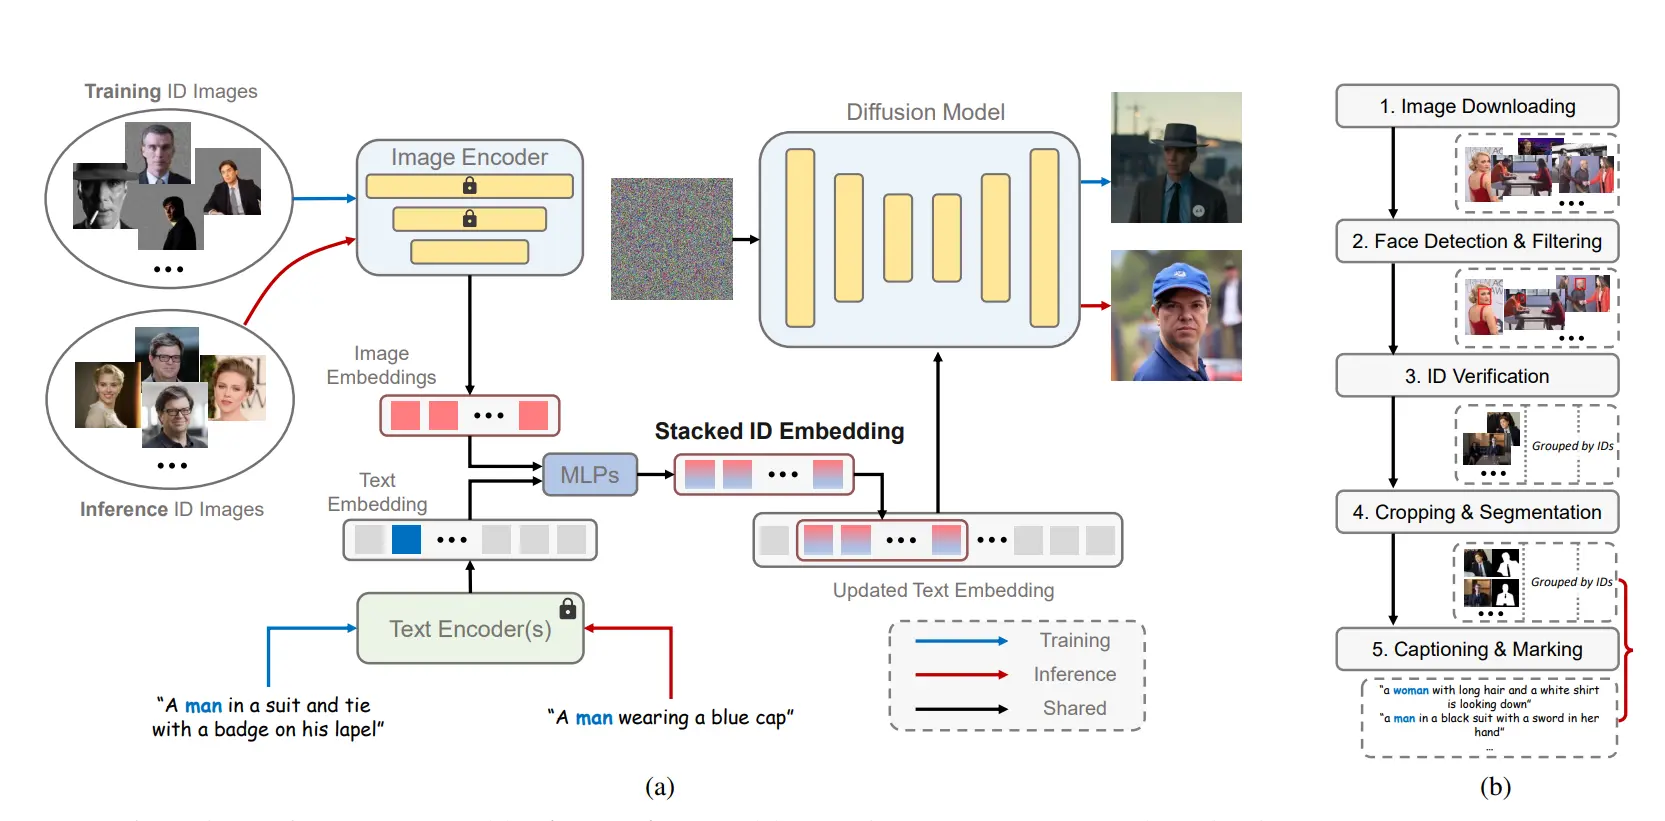 Training ID Images
Inference ID Images
Image Encoder
Image
Embeddings
Text
Embedding
MLPs
Stacked ID Embedding
Text Encoder(s)
"A man in a suit and tie
with a badge on his lapel"
"A man wearing a blue cap"
Diffusion Model
Updated Text Embedding
Training
Inference
Shared
(a)
1. Image Downloading
2. Face Detection & Filtering
3. ID Verification
Grouped by IDs
4. Cropping & Segmentation
Grouped by IDs
5. Captioning & Marking
"a woman with long hair and a white shirt
is looking down"
"a man in a black suit with a sword in her
hand"
...
(b)